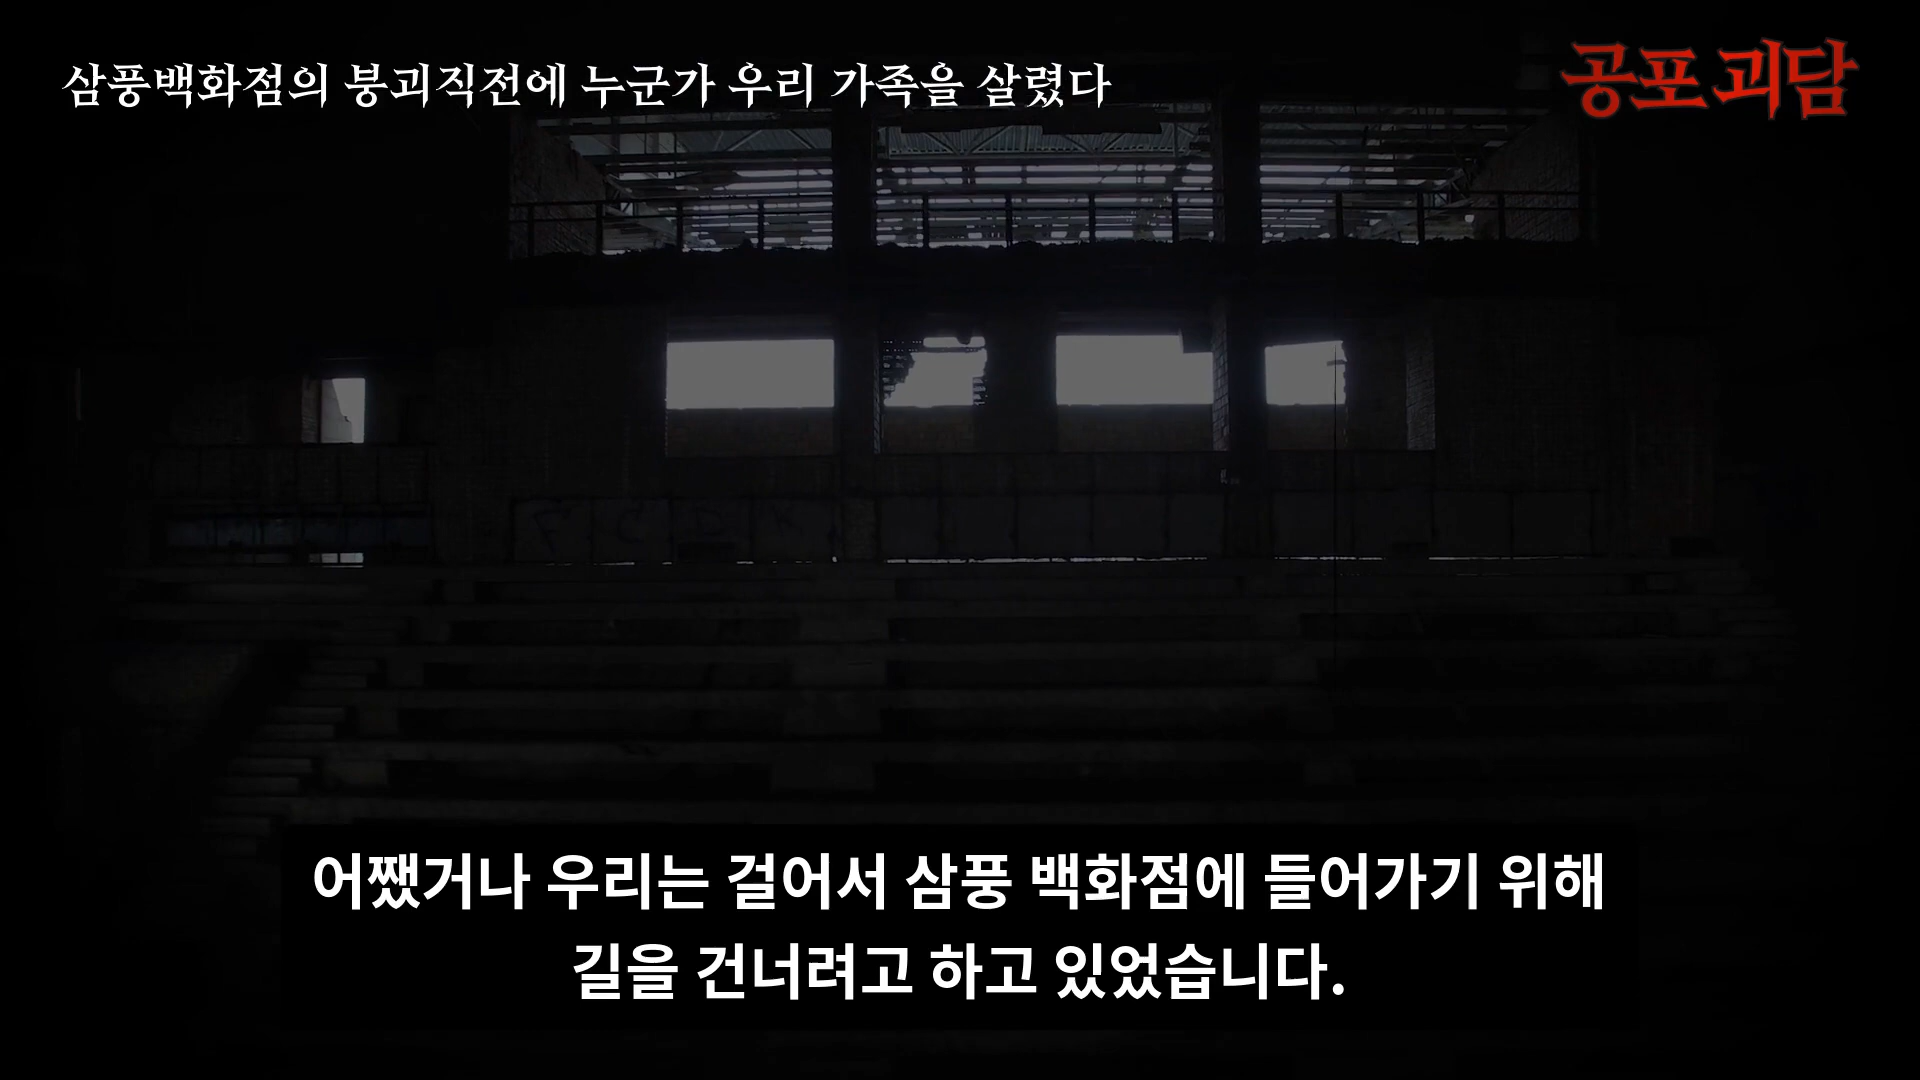 삼풍백화점의 붕괴직전에 누군가 우리 가족을 살렸다
공포 괴담
어쨌거나 우리는 걸어서 삼풍 백화점에 들어가기 위해
길을 건너려고 하고 있었습니다.